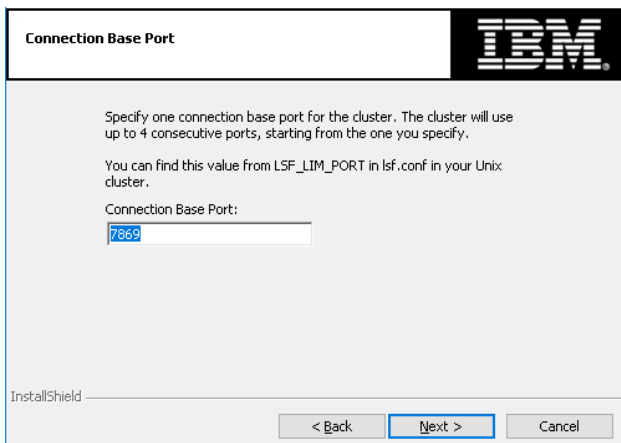 Connection Base Port
IBM.
Specify one connection base port for the cluster. The cluster will use
up to 4 consecutive ports, starting from the one you specify.
You can find this value from LSF_LIM_PORT in lsf.conf in your Unix
cluster.
Connection Base Port:
7869
InstallShield
< Back
Next >
Cancel